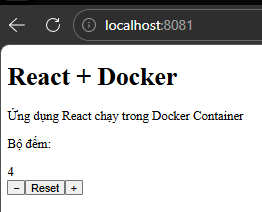 localhost:8081
React + Docker
Ứng dụng React chạy trong Docker Container
Bộ đếm:
4
− Reset +